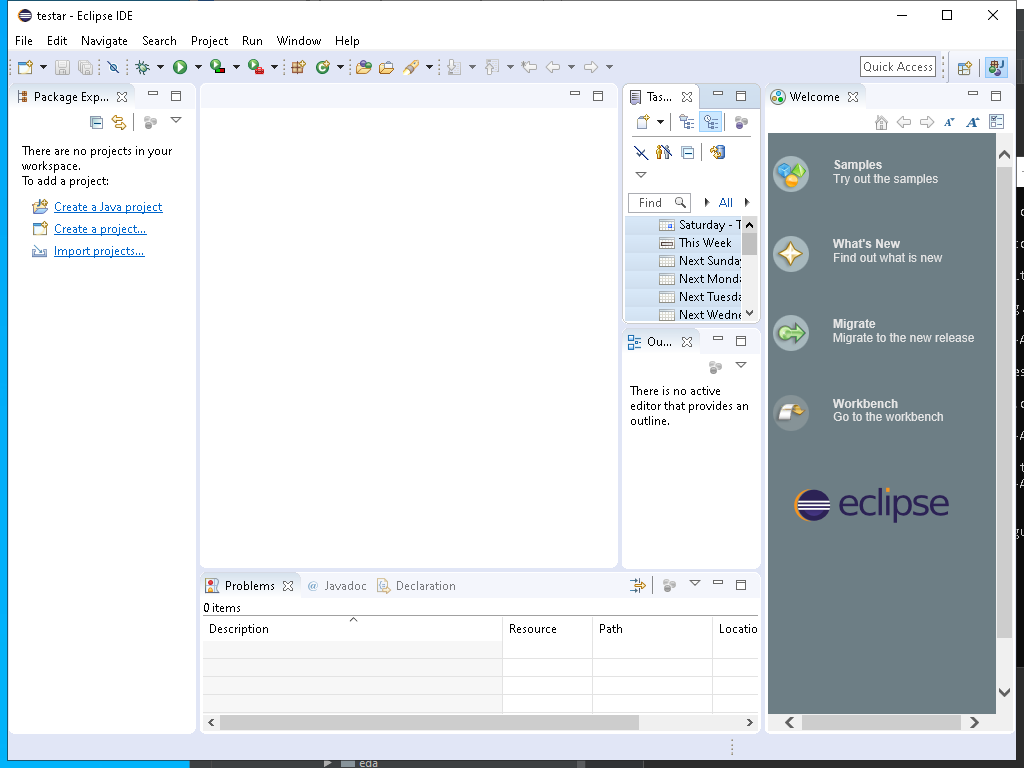 testar - Eclipse IDE
File Edit Navigate Search Project Run Window Help
Quick Access
Package Exp...
There are no projects in your
workspace.
To add a project:
Create a Java project
Create a project...
Import projects...
Tas...
Find
All
Saturday - T
This Week
Next Sunday
Next Monda
Next Tuesda
Next Wedne
Ou...
There is no active
editor that provides an
outline.
Welcome
Samples
Try out the samples
What's New
Find out what is new
Migrate
Migrate to the new release
Workbench
Go to the workbench
eclipse
Problems @ Javadoc Declaration
0 items
Description Resource Path Locatio
eda